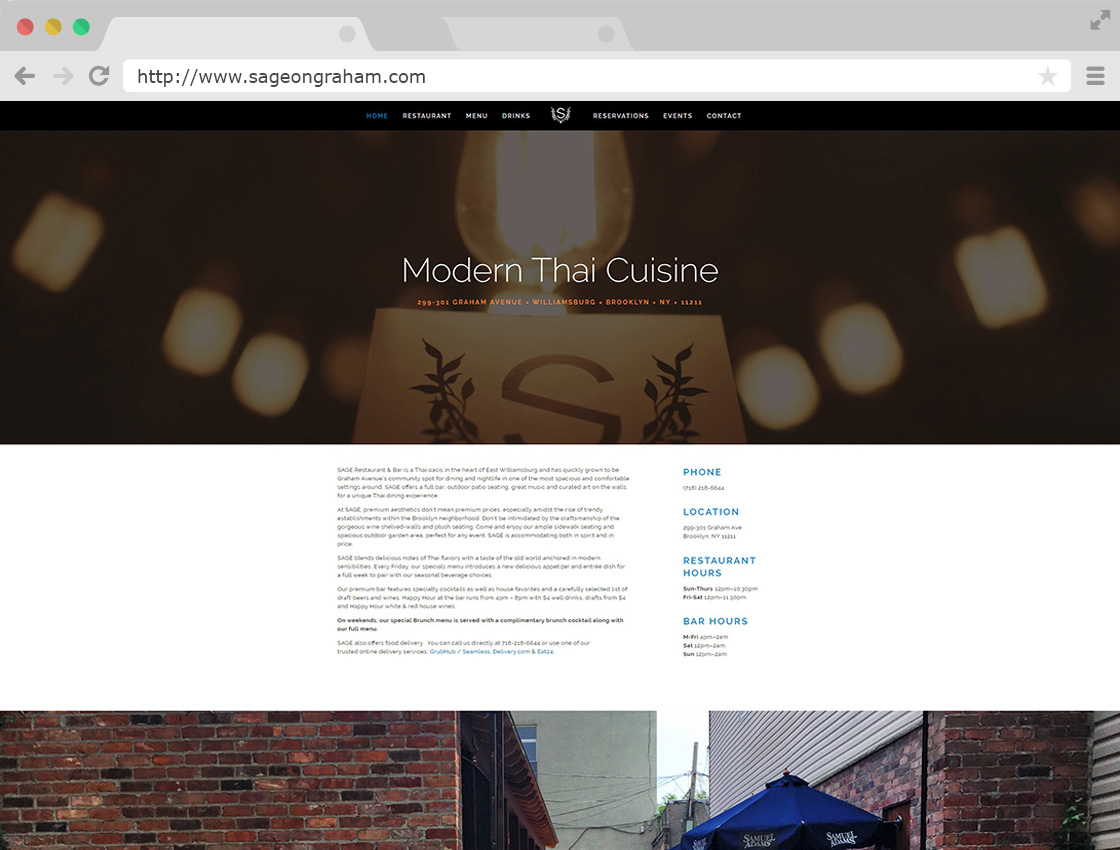 http://www.sageongraham.com
HOME RESTAURANT MENU DRINKS S RESERVATIONS EVENTS CONTACT
Modern Thai Cuisine
299-301 GRAHAM AVENUE • WILLIAMSBURG • BROOKLYN • NY • 11211
S
SAGE Restaurant & Bar is a Thai oasis in the heart of East Williamsburg and has quickly grown to be
Graham Avenue's community spot for dining and nightlife in one of the most spacious and comfortable
settings around. SAGE offers a full bar, outdoor patio seating, great music and curated art on the walls
for a unique Thai dining experience.
At SAGE, premium aesthetics don't mean premium prices, especially amidst the rise of trendy
establishments within the Brooklyn neighborhood. Don't be intimidated by the craftsmanship of the
gorgeous wine shelved-walls and plush seating. Come and enjoy our ample sidewalk seating and
spacious outdoor garden area, perfect for any event. SAGE is accommodating both in spirit and in
price.
SAGE blends delicious notes of Thai flavors with a taste of the old world anchored in modern
sensibilities. Every Friday, our specials menu introduces a new delicious appetizer and entrée dish for
a full week to pair with our seasonal beverage choices.
Our premium bar features specialty cocktails as well as house favorites and a carefully selected list of
draft beers and wines. Happy Hour at the bar runs from 4pm – 8pm with $4 well drinks, drafts from $4
and Happy Hour white & red house wines.
On weekends, our special Brunch menu is served with a complimentary brunch cocktail along with
our full menu.
SAGE also offers food delivery. You can call us directly at 718-218-6644 or use one of our
trusted online delivery services: GrubHub / Seamless, Delivery.com & Eat24.
PHONE
(718) 218-6644
LOCATION
299-301 Graham Ave
Brooklyn, NY 11211
RESTAURANT
HOURS
Sun-Thurs 12pm–10:30pm
Fri-Sat 12pm–11:30pm
BAR HOURS
M-Fri 4pm–2am
Sat 12pm–2am
Sun 12pm–2am
SAMUEL
ADAMS
SAMUEL
ADAMS